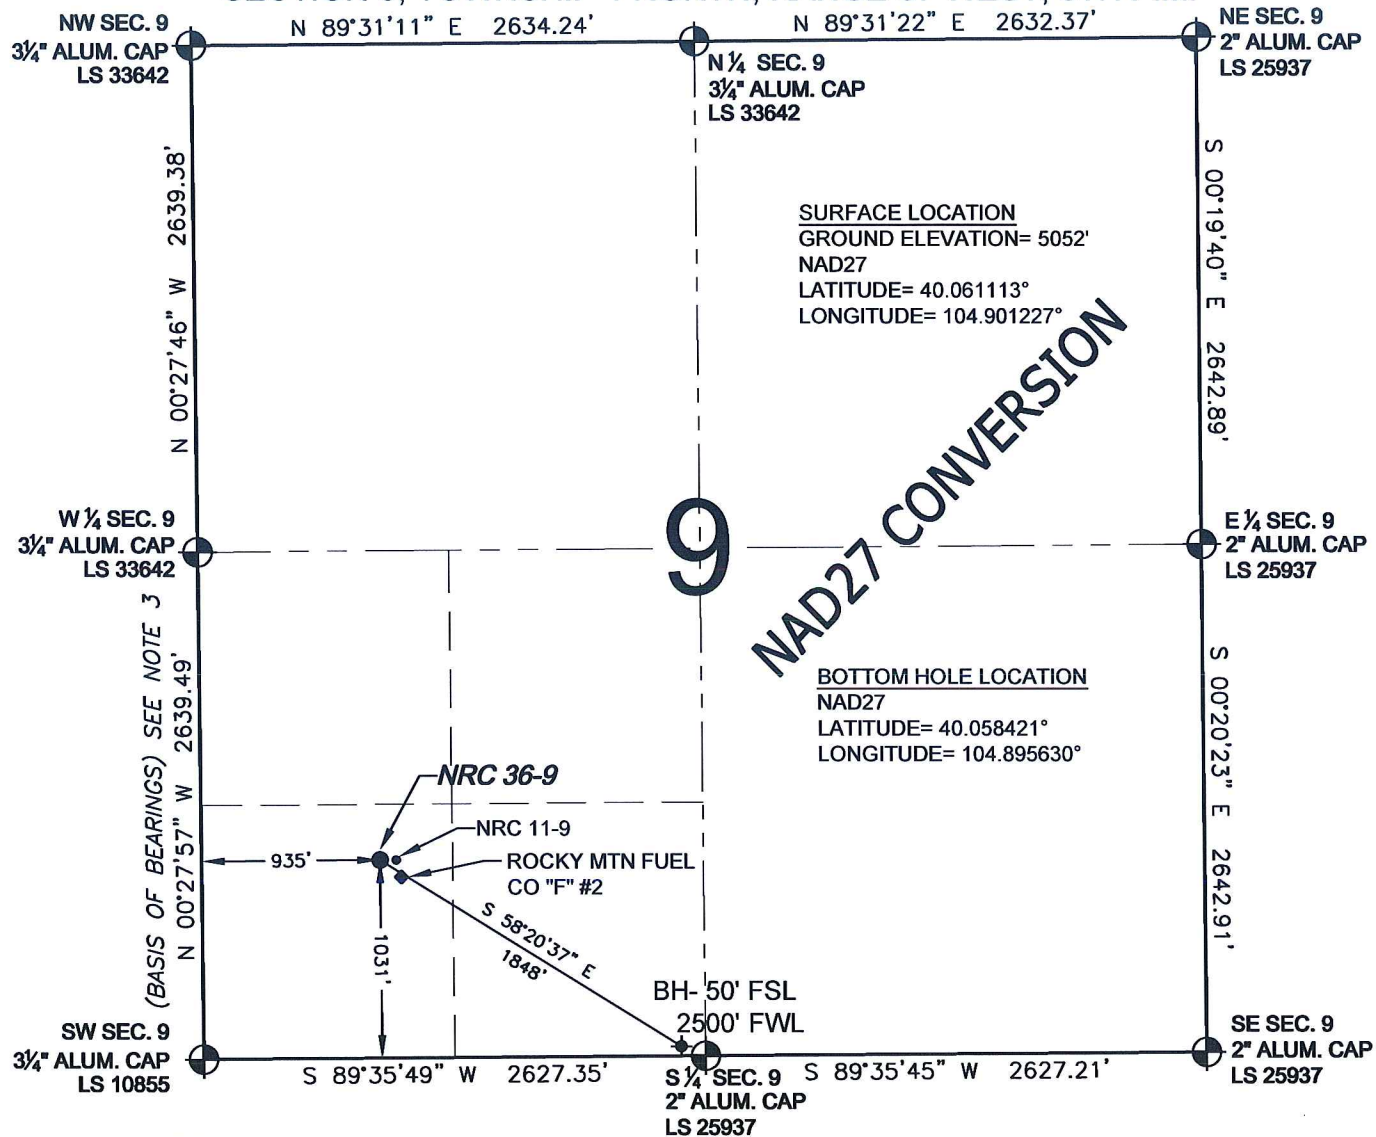 NW SEC. 9
3¼" ALUM. CAP
LS 33642
N 89°31'11" E 2634.24'
N 89°31'22" E 2632.37'
NE SEC. 9
2" ALUM. CAP
LS 25937
N ¼ SEC. 9
3¼" ALUM. CAP
LS 33642
N 00°27'46" W 2639.38'
S 00°19'40" E 2642.89'
SURFACE LOCATION
GROUND ELEVATION= 5052'
NAD27
LATITUDE= 40.061113°
LONGITUDE= 104.901227°
NAD27 CONVERSION
W ¼ SEC. 9
3¼" ALUM. CAP
LS 33642
9
E ¼ SEC. 9
2" ALUM. CAP
LS 25937
(BASIS OF BEARINGS) SEE NOTE 3
N 00°27'57" W 2639.49'
S 00°20'23" E 2642.91'
BOTTOM HOLE LOCATION
NAD27
LATITUDE= 40.058421°
LONGITUDE= 104.895630°
NRC 36-9
NRC 11-9
ROCKY MTN FUEL
CO "F" #2
935'
1031'
S 58°20'37" E
1848'
BH- 50' FSL
2500' FWL
SW SEC. 9
3¼" ALUM. CAP
LS 10855
S 89°35'49" W 2627.35'
S ¼ SEC. 9
2" ALUM. CAP
LS 25937
S 89°35'45" W 2627.21'
SE SEC. 9
2" ALUM. CAP
LS 25937